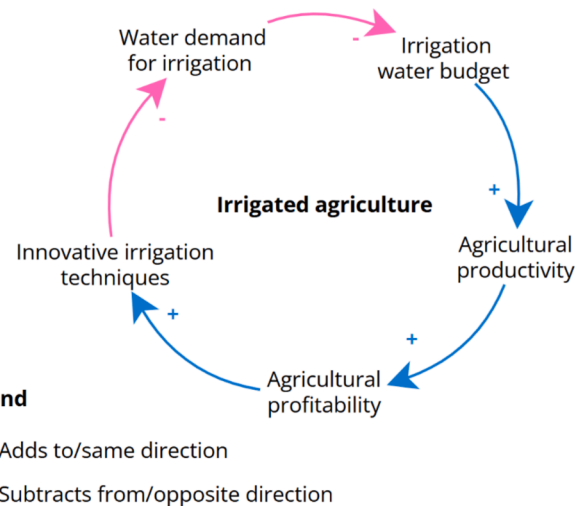 Water demand
for irrigation
-
Irrigation
water budget
-
+
Irrigated agriculture
Agricultural
productivity
Innovative irrigation
techniques
+
+
Agricultural
profitability
nd
Adds to/same direction
Subtracts from/opposite direction